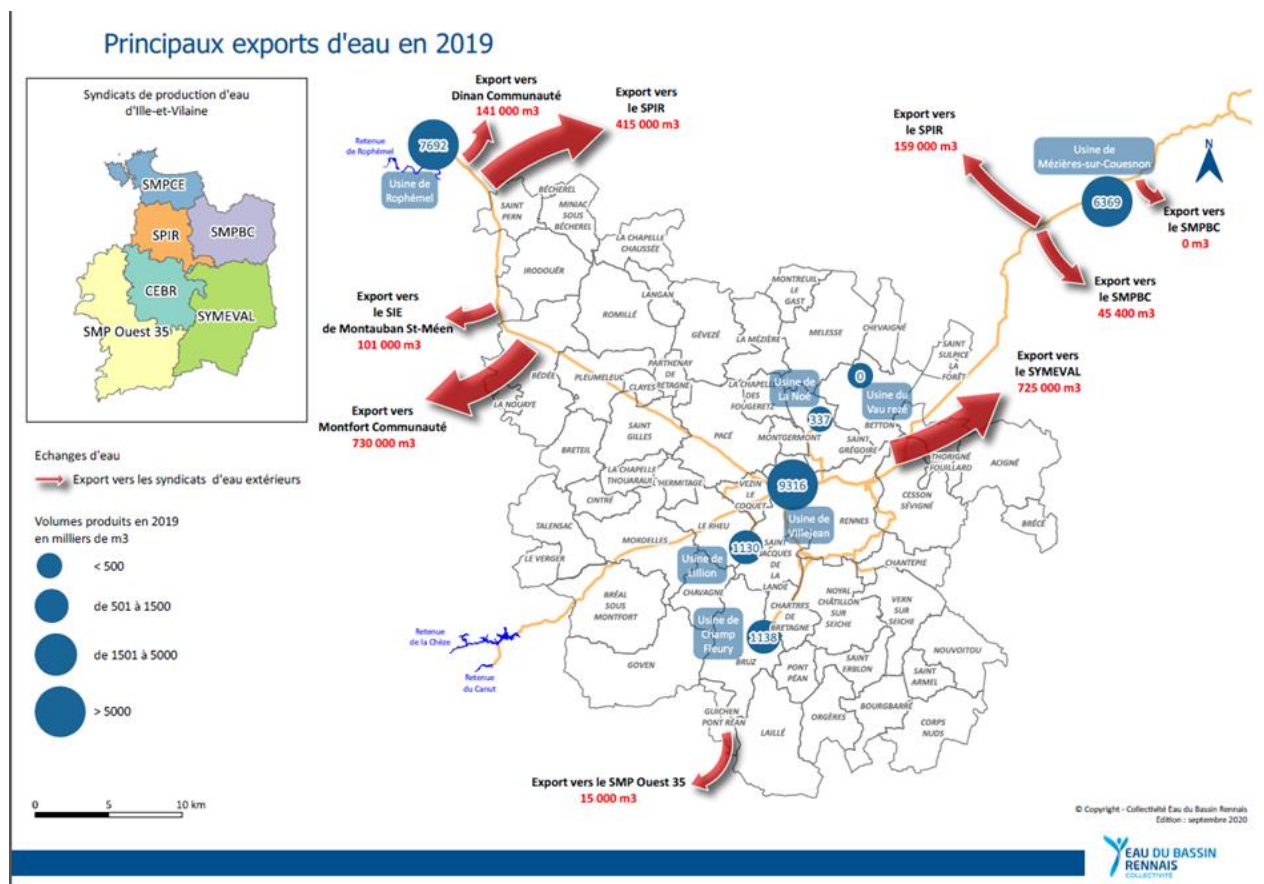 Principaux exports d'eau en 2019
Syndicats de production d'eau
d'Ille-et-Vilaine
SMPCE
SPIR
SMPBC
CEBR
SYMEVAL
SMP Ouest 35
Echanges d'eau
Export vers les syndicats d'eau extérieurs
Volumes produits en 2019
en milliers de m3
< 500
de 501 à 1500
de 1501 à 5000
> 5000
0 5 10 km
Export vers
Dinan Communauté
141 000 m3
Export vers
le SPIR
415 000 m3
Retenue
de Rophémel
7692
Usine de
Rophémel
Export vers
le SPIR
159 000 m3
Usine de
Mézières-sur-Couesnon
6369
N
Export vers
le SMPBC
0 m3
Export vers
le SMPBC
45 400 m3
Export vers
le SIE
de Montauban St-Méen
101 000 m3
Export vers
Montfort Communauté
730 000 m3
Export vers
le SYMEVAL
725 000 m3
SAINT
PERN
BÉCHEREL
MINIAC
SOUS
BÉCHEREL
LA CHAPELLE
CHAUSSÉE
IRODOUËR
LANGAN
ROMILLÉ
GÉVEZÉ
LA MÉZIÈRE
MONTREUIL
LE
GAST
MELESSE
CHEVAIGNÉ
SAINT
SULPICE
LA
FORÊT
BÉDÉE
PLEUMELEUC
CLAYES
PARTHENAY
DE
BRETAGNE
LA NOUAYE
LA CHAPELLE
DES
FOUGERETZ
Usine de
La Noé
0
Usine du
Vau rezé
337
BETTON
BRETEIL
SAINT
GILLES
PACÉ
MONTGERMONT
SAINT
GRÉGOIRE
THORIGNÉ
FOUILLARD
ACIGNÉ
LA CHAPELLE
THOUARAULT
L'HERMITAGE
CINTRÉ
VEZIN
LE
COQUET
9316
Usine de
Villejean
RENNES
CESSON
SÉVIGNÉ
BRÉCÉ
TALENSAC
LE VERGER
MORDELLES
LE RHEU
1130
Usine de
Lillion
SAINT
JACQUES
DE
LA
LANDE
CHANTEPIE
BRÉAL
SOUS
MONTFORT
CHAVAGNE
Usine de
Champ
Fleury
1138
CHARTRES
DE
BRETAGNE
NOYAL
CHÂTILLON
SUR
SEICHE
VERN
SUR
SEICHE
NOUVOITOU
Retenue
de la Chèze
Retenue
du Canut
GOVEN
BRUZ
PONT
PÉAN
SAINT
ERBLON
SAINT
ARMEL
GUICHEN
PONT RÉAN
LAILLÉ
ORGÈRES
BOURGBARRÉ
CORPS
NUDS
Export vers le SMP Ouest 35
15 000 m3
© Copyright - Collectivité Eau du Bassin Rennais
Edition : septembre 2020
EAU DU BASSIN
RENNAIS
COLLECTIVITÉ